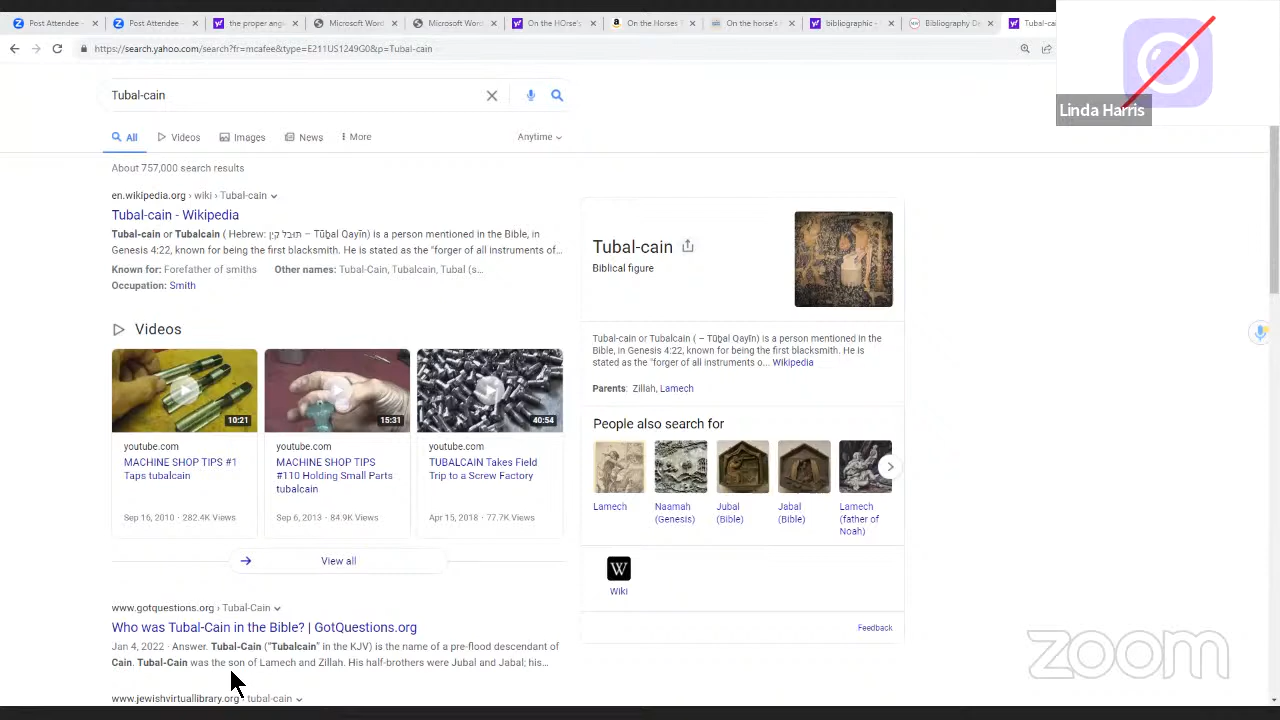 Post Attendee -
Post Attendee -
the proper ang
Microsoft Word
Microsoft Word
On the HOrse's
On the Horses
On the horse's
bibliographic -
Bibliography Da
Tubal-cai
https://search.yahoo.com/search?fr=mcafee&type=E211US1249G0&p=Tubal-cain
Linda Harris
Tubal-cain
All
Videos
Images
News
More
Anytime
About 757,000 search results
en.wikipedia.org › wiki › Tubal-cain
Tubal-cain - Wikipedia
Tubal-cain or Tubalcain ( Hebrew: תּוּבַל קַיִן – Tūḇal Qayīn) is a person mentioned in the Bible, in
Genesis 4:22, known for being the first blacksmith. He is stated as the "forger of all instruments of...
Known for: Forefather of smiths Other names: Tubal-Cain, Tubalcain, Tubal (s...
Occupation: Smith
Videos
10:21
youtube.com
MACHINE SHOP TIPS #1
Taps tubalcain
Sep 16, 2010 · 282.4K Views
15:31
youtube.com
MACHINE SHOP TIPS
#110 Holding Small Parts
tubalcain
Sep 6, 2013 · 84.9K Views
40:54
youtube.com
TUBALCAIN Takes Field
Trip to a Screw Factory
Apr 15, 2018 · 77.7K Views
View all
www.gotquestions.org › Tubal-Cain
Who was Tubal-Cain in the Bible? | GotQuestions.org
Jan 4, 2022 · Answer. Tubal-Cain ("Tubalcain" in the KJV) is the name of a pre-flood descendant of
Cain. Tubal-Cain was the son of Lamech and Zillah. His half-brothers were Jubal and Jabal; his...
www.jewishvirtuallibrary.org › tubal-cain
Tubal-cain
Biblical figure
Tubal-cain or Tubalcain ( – Tūḇal Qayīn) is a person mentioned in the
Bible, in Genesis 4:22, known for being the first blacksmith. He is
stated as the "forger of all instruments o... Wikipedia
Parents: Zillah, Lamech
People also search for
Lamech
Naamah
(Genesis)
Jubal
(Bible)
Jabal
(Bible)
Lamech
(father of
Noah)
W
Wiki
Feedback
zoom